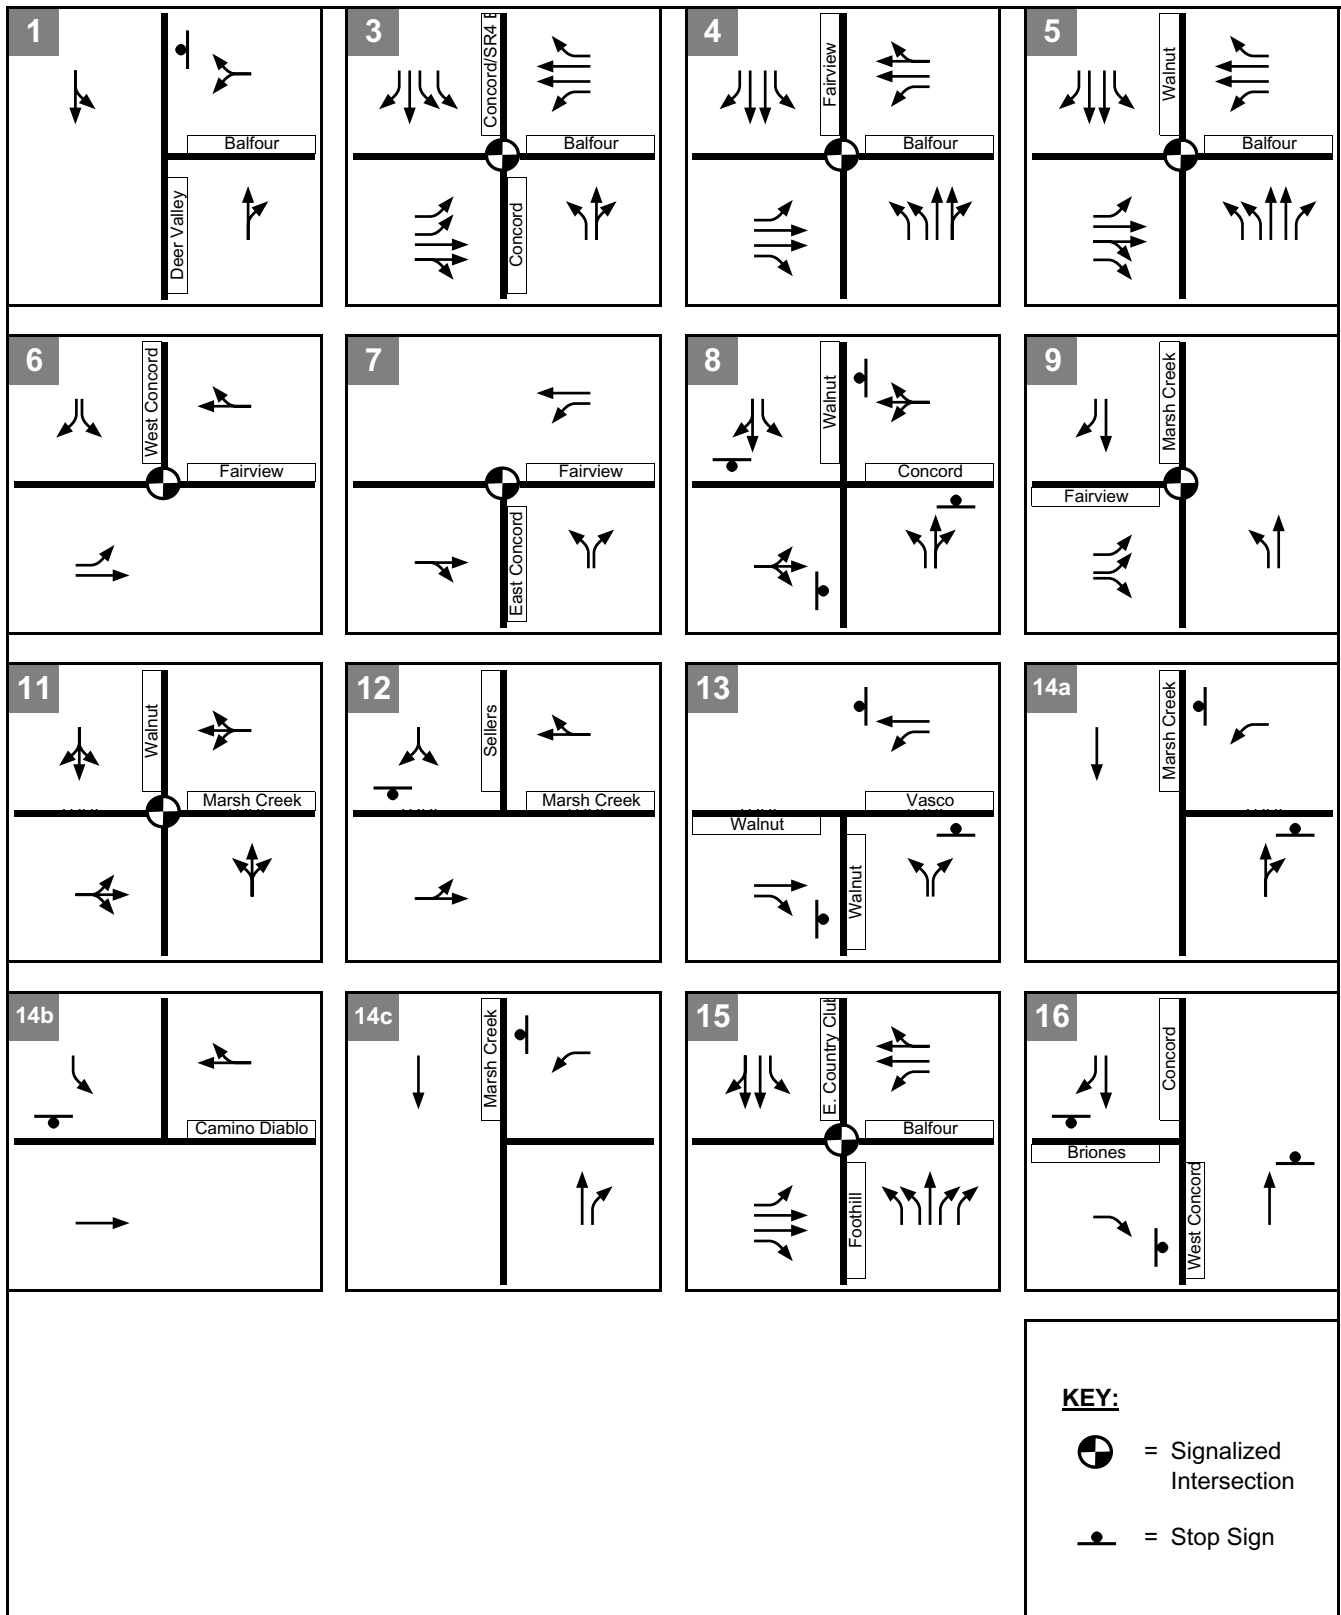 1
Balfour
Deer Valley
3
Concord/SR4
Balfour
Concord
4
Fairview
Balfour
5
Walnut
Balfour
6
West Concord
Fairview
7
Fairview
East Concord
8
Walnut
Concord
9
Marsh Creek
Fairview
11
Walnut
Marsh Creek
12
Sellers
Marsh Creek
13
Vasco
Walnut
Walnut
14a
Marsh Creek
14b
Camino Diablo
14c
Marsh Creek
15
E. Country Club
Balfour
Foothill
16
Concord
Briones
West Concord
KEY:
= Signalized
Intersection
= Stop Sign